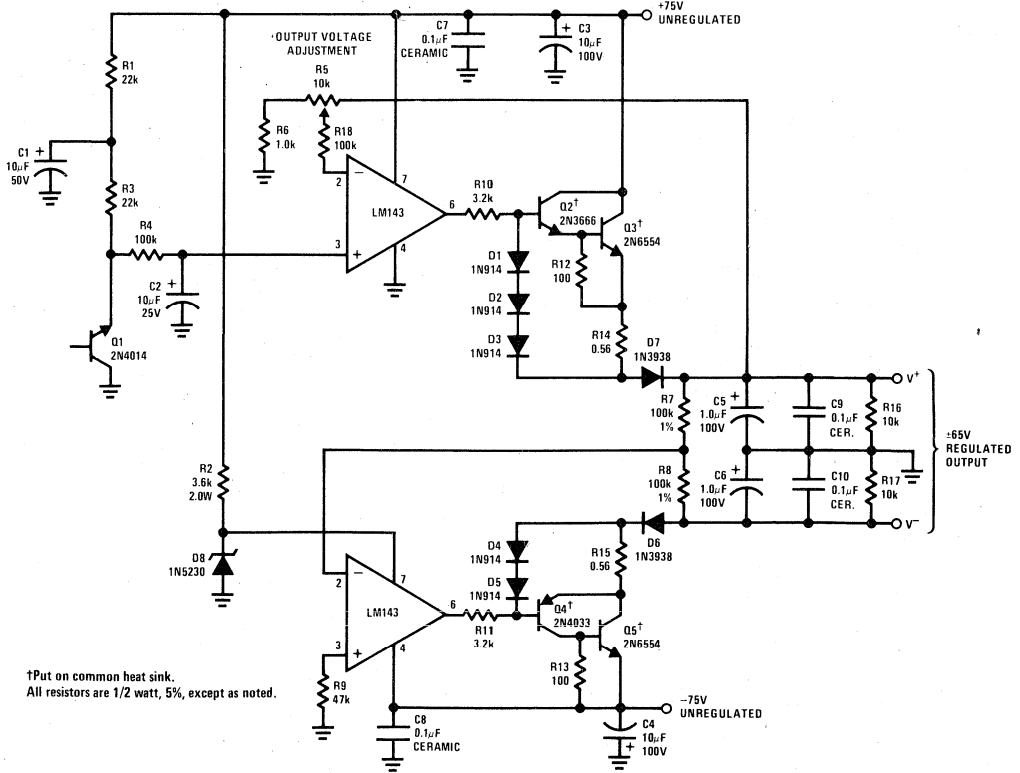 +75V
UNREGULATED
OUTPUT VOLTAGE
ADJUSTMENT
C7
0.1μF
CERAMIC
C3
+
10μF
100V
R1
22k
R5
10k
R6
1.0k
R18
100k
C1
+
10μF
50V
R3
22k
R4
100k
C2
+
10μF
25V
Q1
2N4014
−
2
7
LM143
6
3
+
4
R10
3.2k
Q2†
2N3666
Q3†
2N6554
D1
1N914
D2
1N914
D3
1N914
R12
100
R14
0.56
D7
1N3938
V+
R7
100k
1%
C5
+
1.0μF
100V
C9
0.1μF
CER.
R16
10k
±65V
REGULATED
OUTPUT
R8
100k
1%
C6
+
1.0μF
100V
C10
0.1μF
CER.
R17
10k
V−
R2
3.6k
2.0W
D8
1N5230
D6
1N3938
D4
1N914
D5
1N914
R15
0.56
−
2
7
LM143
6
3
+
4
R11
3.2k
Q4†
2N4033
Q5†
2N6554
R13
100
R9
47k
−75V
UNREGULATED
C8
0.1μF
CERAMIC
C4
10μF
+
100V
†Put on common heat sink.
All resistors are 1/2 watt, 5%, except as noted.